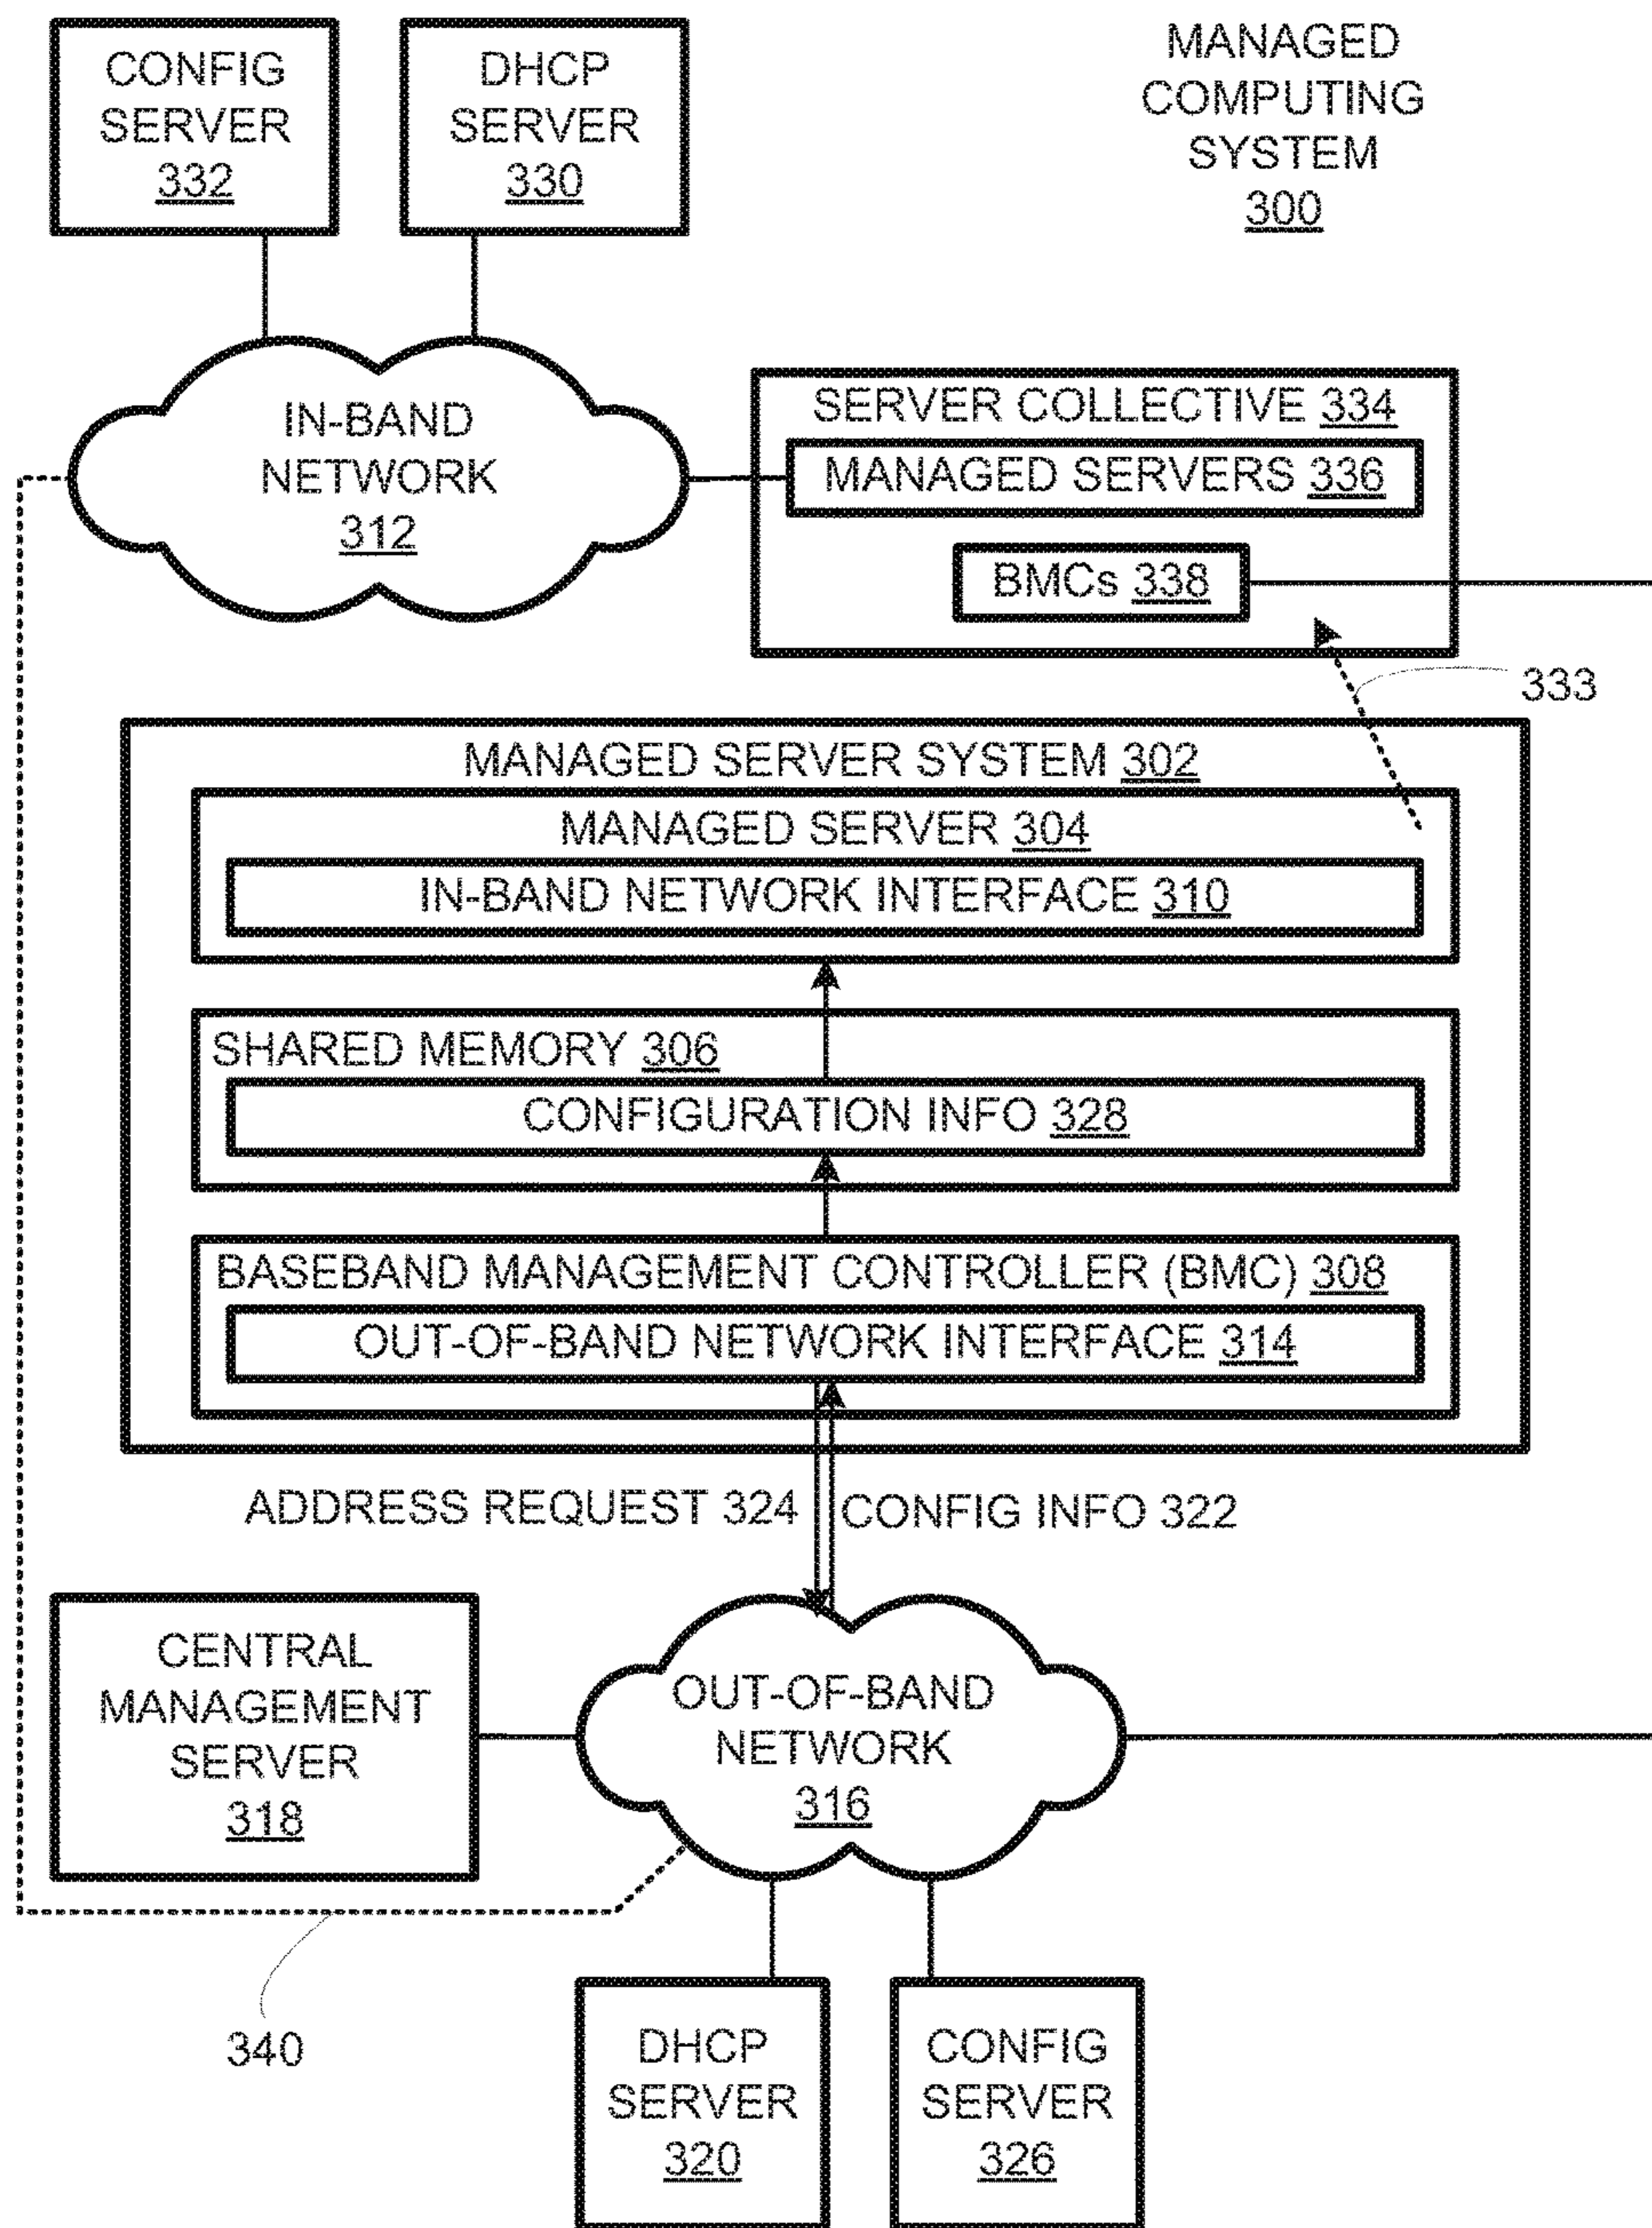 CONFIG
SERVER
332
DHCP
SERVER
330
MANAGED
COMPUTING
SYSTEM
300
IN-BAND
NETWORK
312
SERVER COLLECTIVE 334
MANAGED SERVERS 336
BMCs 338
333
MANAGED SERVER SYSTEM 302
MANAGED SERVER 304
IN-BAND NETWORK INTERFACE 310
SHARED MEMORY 306
CONFIGURATION INFO 328
BASEBAND MANAGEMENT CONTROLLER (BMC) 308
OUT-OF-BAND NETWORK INTERFACE 314
ADDRESS REQUEST 324
CONFIG INFO 322
CENTRAL
MANAGEMENT
SERVER
318
OUT-OF-BAND
NETWORK
316
340
DHCP
SERVER
320
CONFIG
SERVER
326